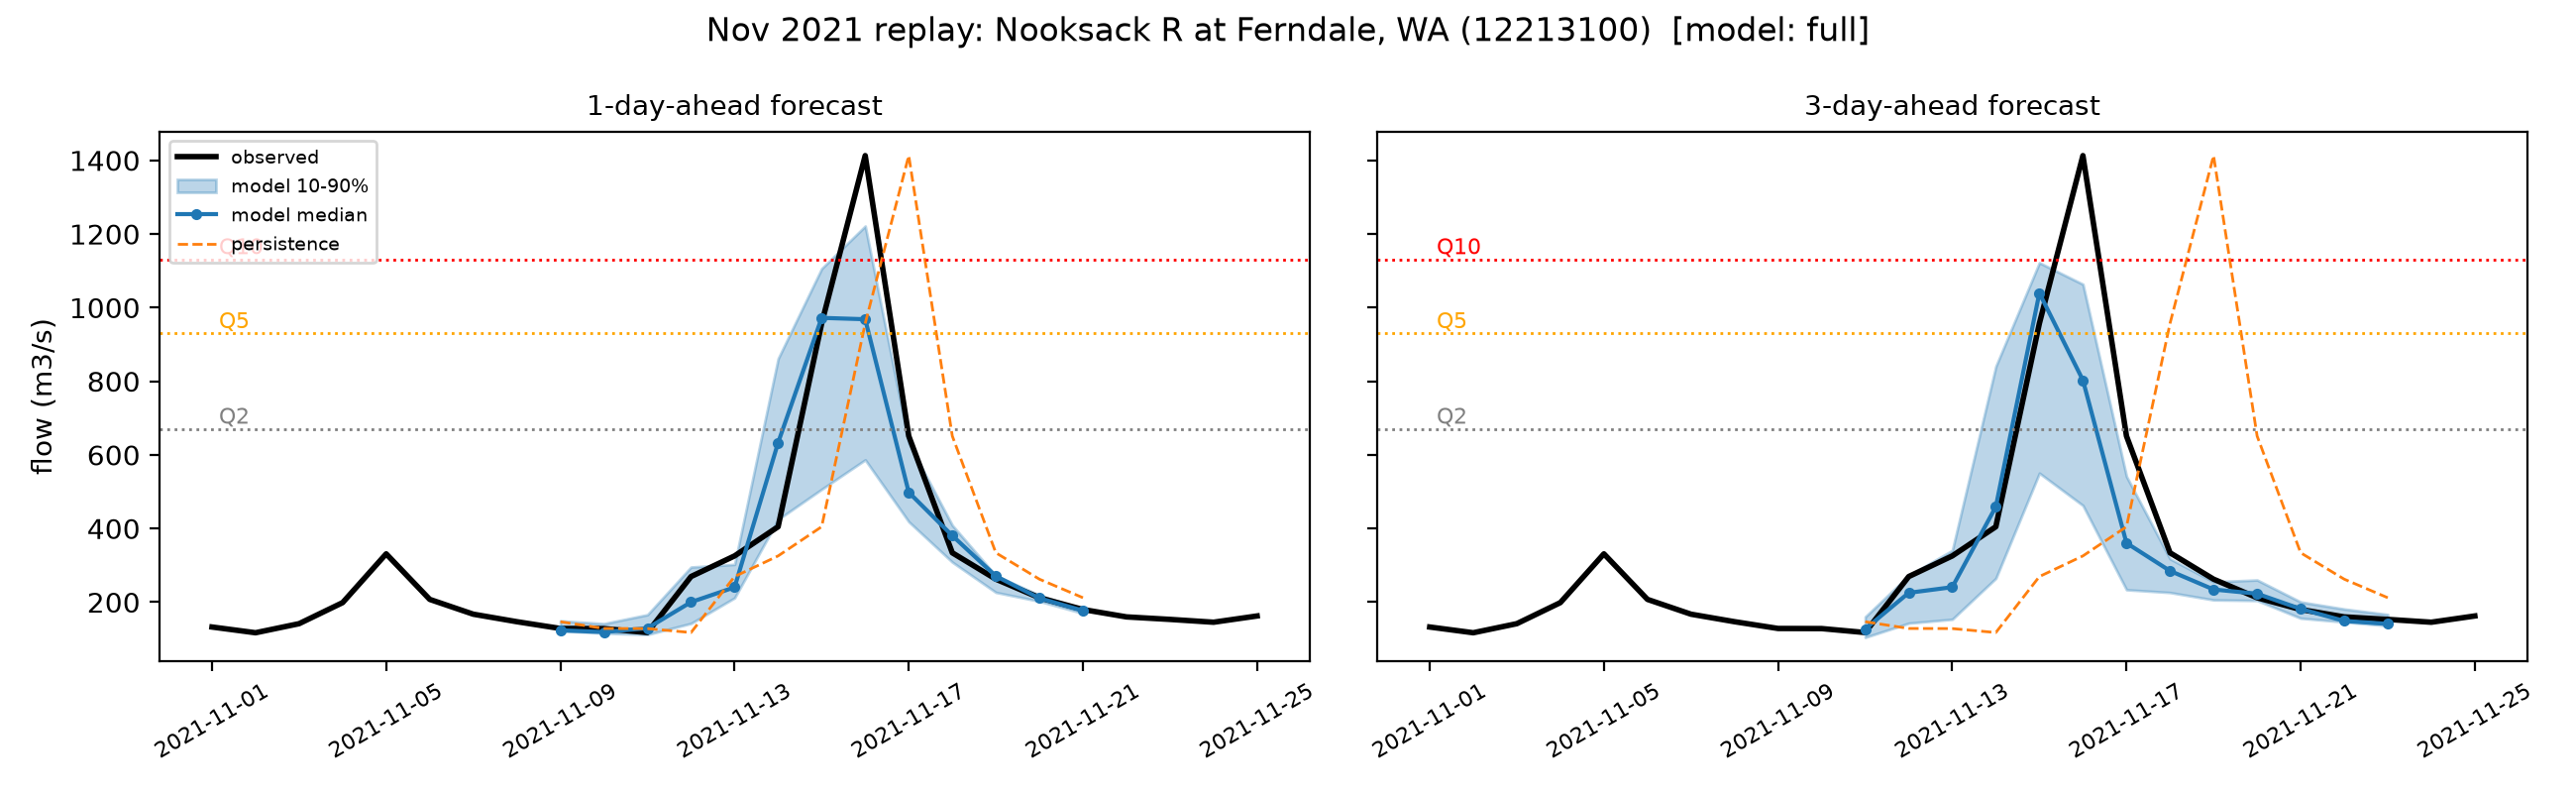 Nov 2021 replay: Nooksack R at Ferndale, WA (12213100)  [model: full]
1-day-ahead forecast
flow (m3/s)
1400
1200
1000
800
600
400
200
observed
model 10-90%
model median
persistence
Q10
Q5
Q2
2021-11-01
2021-11-05
2021-11-09
2021-11-13
2021-11-17
2021-11-21
2021-11-25
3-day-ahead forecast
Q10
Q5
Q2
2021-11-01
2021-11-05
2021-11-09
2021-11-13
2021-11-17
2021-11-21
2021-11-25